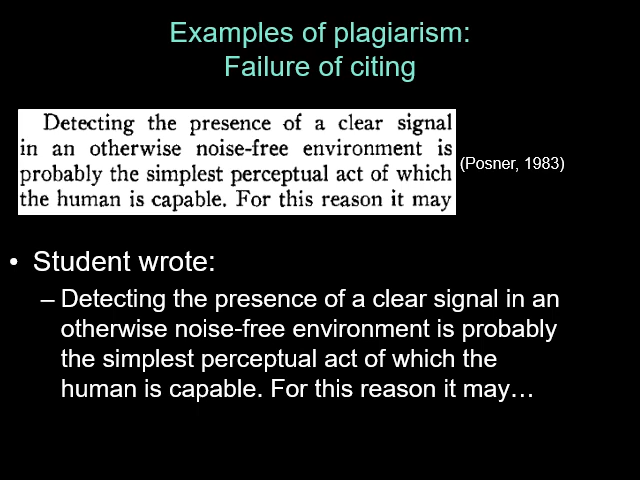 Examples of plagiarism:
Failure of citing
Detecting the presence of a clear signal
in an otherwise noise-free environment is
probably the simplest perceptual act of which
the human is capable. For this reason it may
(Posner, 1983)
• Student wrote:
– Detecting the presence of a clear signal in an
otherwise noise-free environment is probably
the simplest perceptual act of which the
human is capable. For this reason it may…